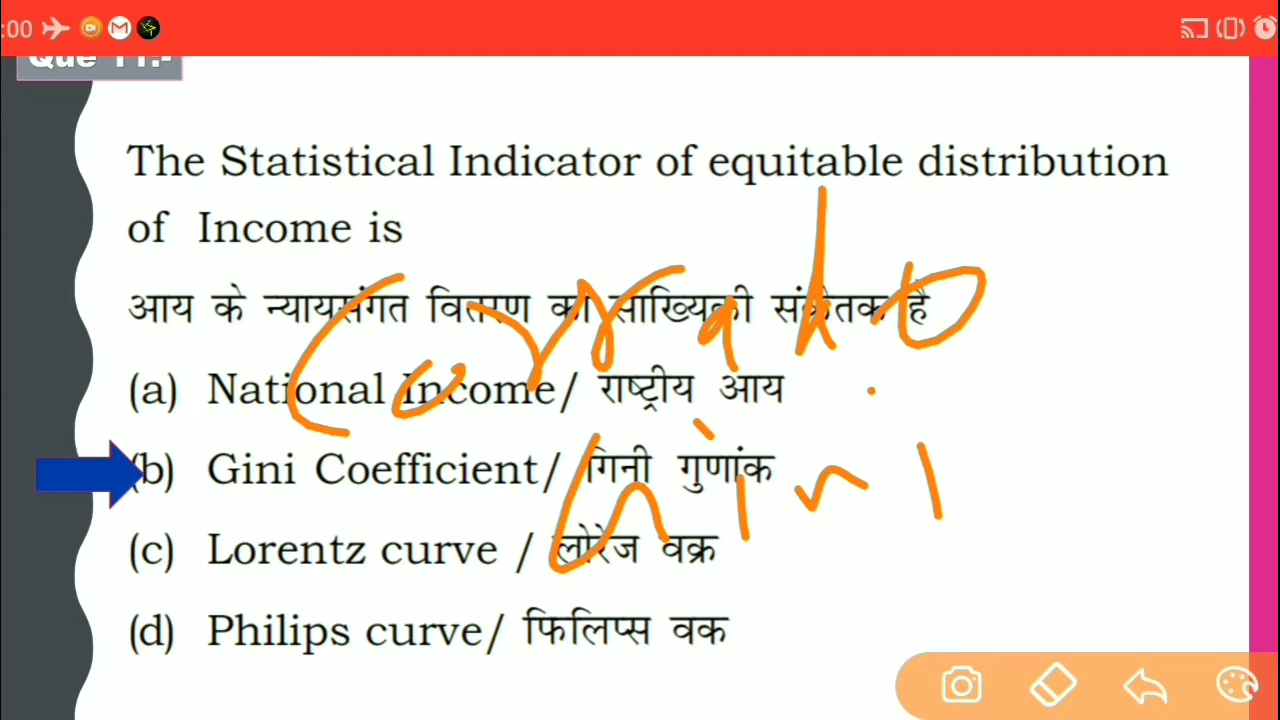 :00
Que 11:-
The Statistical Indicator of equitable distribution
of Income is
आय के न्यायसंगत वितरण का साख्यिकी संकेतक है
Corrado
(a) National Income/ राष्ट्रीय आय
(b) Gini Coefficient/ गिनी गुणांक
Gini
(c) Lorentz curve / लोरेज वक्र
(d) Philips curve/ फिलिप्स वक